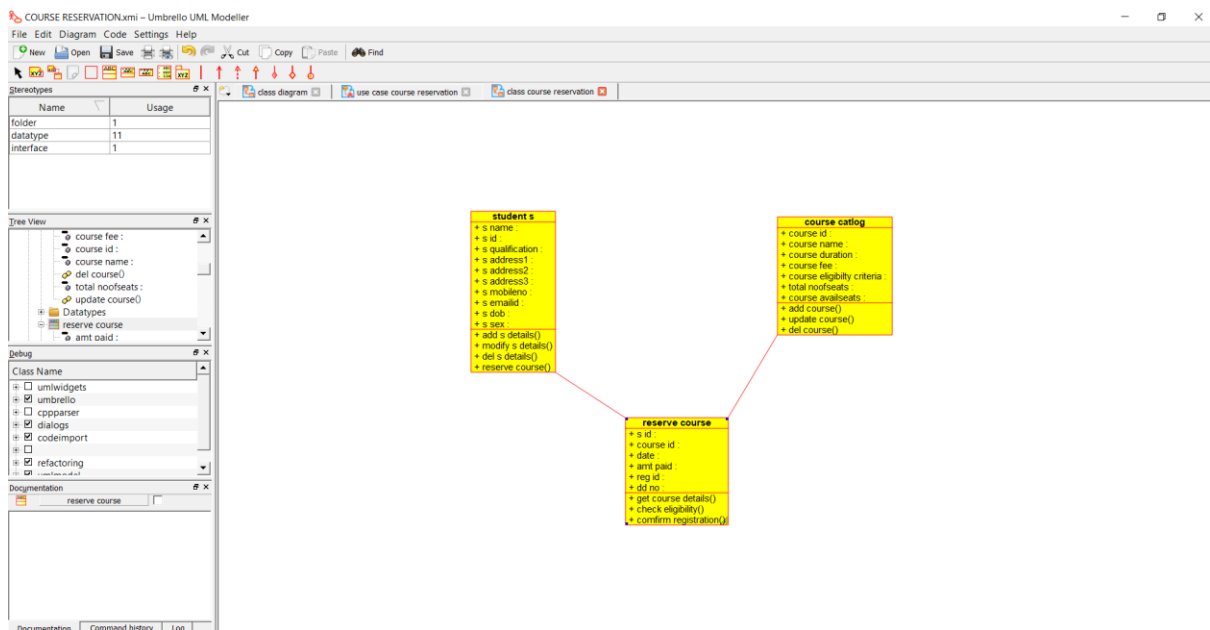 COURSE RESERVATION.xmi – Umbrello UML Modeller
File Edit Diagram Code Settings Help
New Open Save Cut Copy Paste Find
Stereotypes
class diagram use case course reservation class course reservation
Name Usage
folder 1
datatype 11
interface 1
Tree View
course fee :
course id :
course name :
del course()
total noofseats :
update course()
Datatypes
reserve course
amt paid :
Debug
Class Name
umlwidgets
umbrello
cppparser
dialogs
codeimport
refactoring
umlmodel
Documentation
reserve course
Documentation Command history Log
student s
+ s name :
+ s id :
+ s qualification :
+ s address1 :
+ s address2 :
+ s address3 :
+ s mobileno :
+ s emailid :
+ s dob :
+ s sex :
+ add s details()
+ modify s details()
+ del s details()
+ reserve course()
course catlog
+ course id :
+ course name :
+ course duration :
+ course fee :
+ course eligibilty criteria :
+ total noofseats :
+ course availseats :
+ add course()
+ update course()
+ del course()
reserve course
+ s id :
+ course id :
+ date :
+ amt paid :
+ reg id :
+ dd no :
+ get course details()
+ check eligibility()
+ comfirm registration()